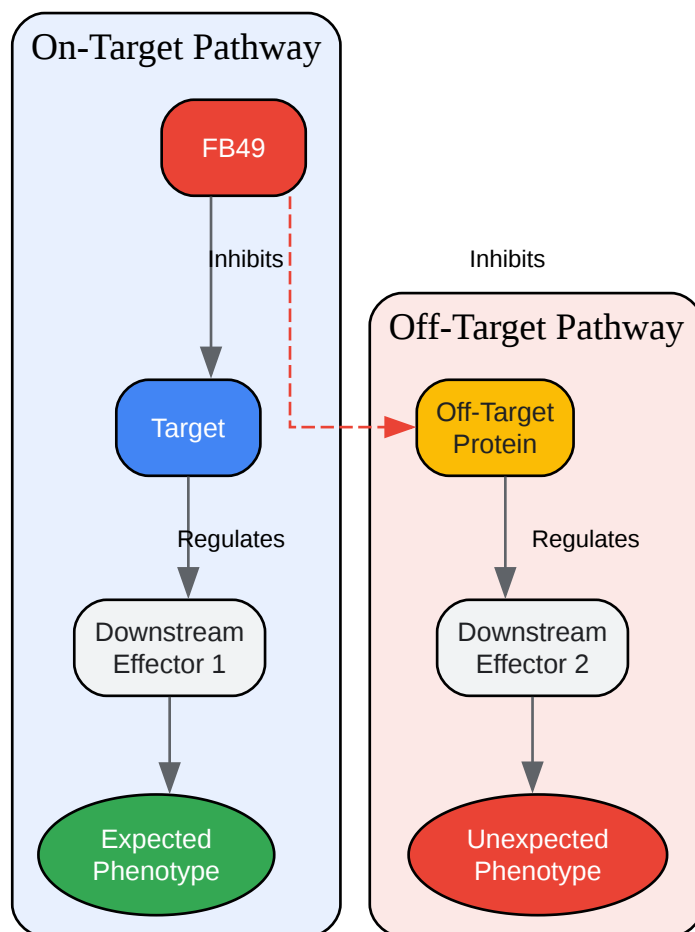 On-Target Pathway
FB49
Inhibits
Inhibits
Off-Target Pathway
Target
Off-Target
Protein
Regulates
Regulates
Downstream
Effector 1
Downstream
Effector 2
Expected
Phenotype
Unexpected
Phenotype